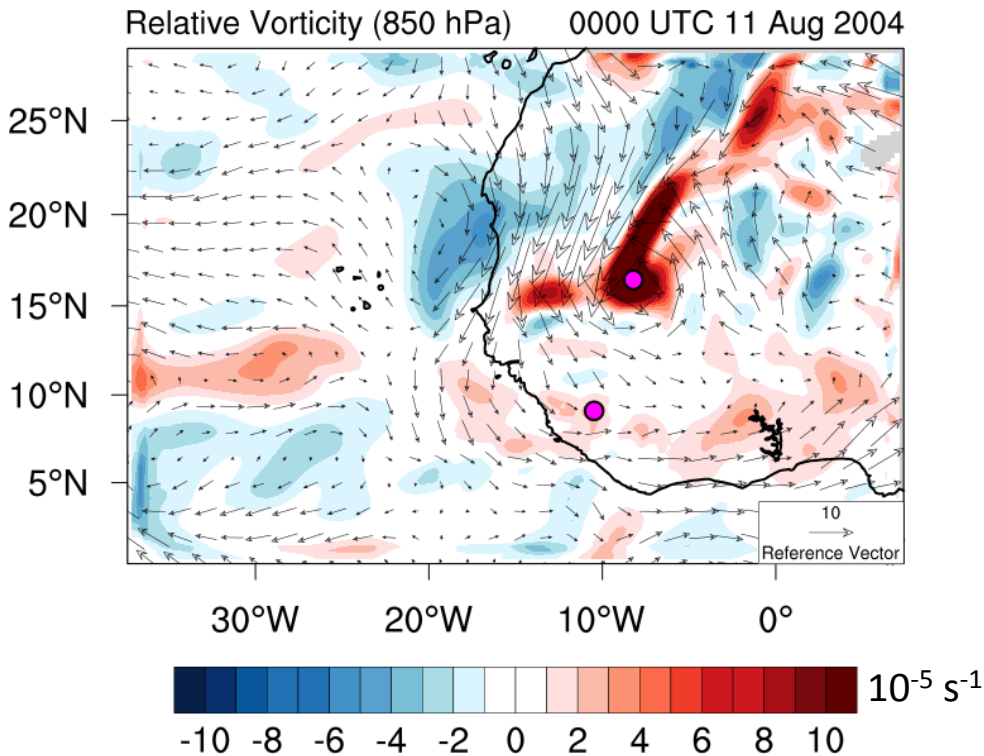 Relative Vorticity (850 hPa) 0000 UTC 11 Aug 2004
25°N
20°N
15°N
10°N
5°N
10
Reference Vector
30°W 20°W 10°W 0°
-10 -8 -6 -4 -2 0 2 4 6 8 10
10⁻⁵ s⁻¹